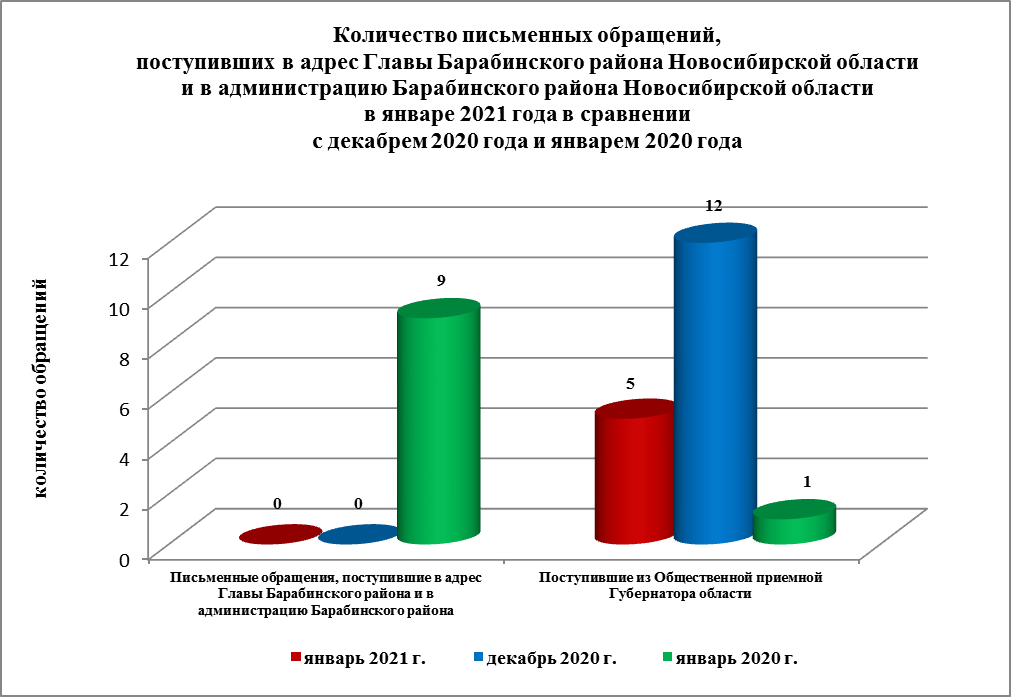 Количество письменных обращений,
поступивших в адрес Главы Барабинского района Новосибирской области
и в администрацию Барабинского района Новосибирской области
в январе 2021 года в сравнении
с декабрем 2020 года и январем 2020 года
количество обращений
12
10
8
6
4
2
0
0
0
9
5
12
1
Письменные обращения, поступившие в адрес
Главы Барабинского района и в
администрацию Барабинского района
Поступившие из Общественной приемной
Губернатора области
январь 2021 г.
декабрь 2020 г.
январь 2020 г.